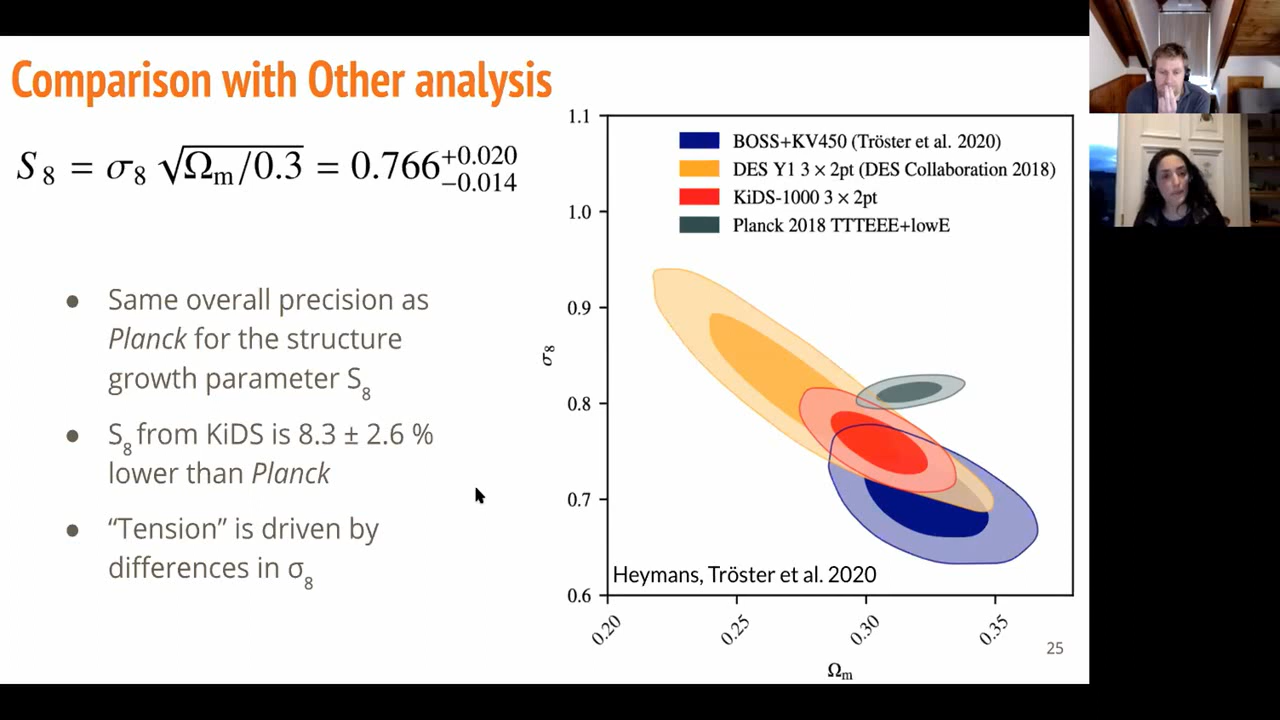 Comparison with Other analysis
S₈ = σ₈ √Ωₘ/0.3 = 0.766 +0.020 −0.014
● Same overall precision as
Planck for the structure
growth parameter S₈
● S₈ from KiDS is 8.3 ± 2.6 %
lower than Planck
● “Tension” is driven by
differences in σ₈
BOSS+KV450 (Tröster et al. 2020)
DES Y1 3 × 2pt (DES Collaboration 2018)
KiDS-1000 3 × 2pt
Planck 2018 TTTEEE+lowE
1.1
1.0
0.9
0.8
0.7
0.6
σ₈
Heymans, Tröster et al. 2020
0.20
0.25
0.30
0.35
Ωₘ
25